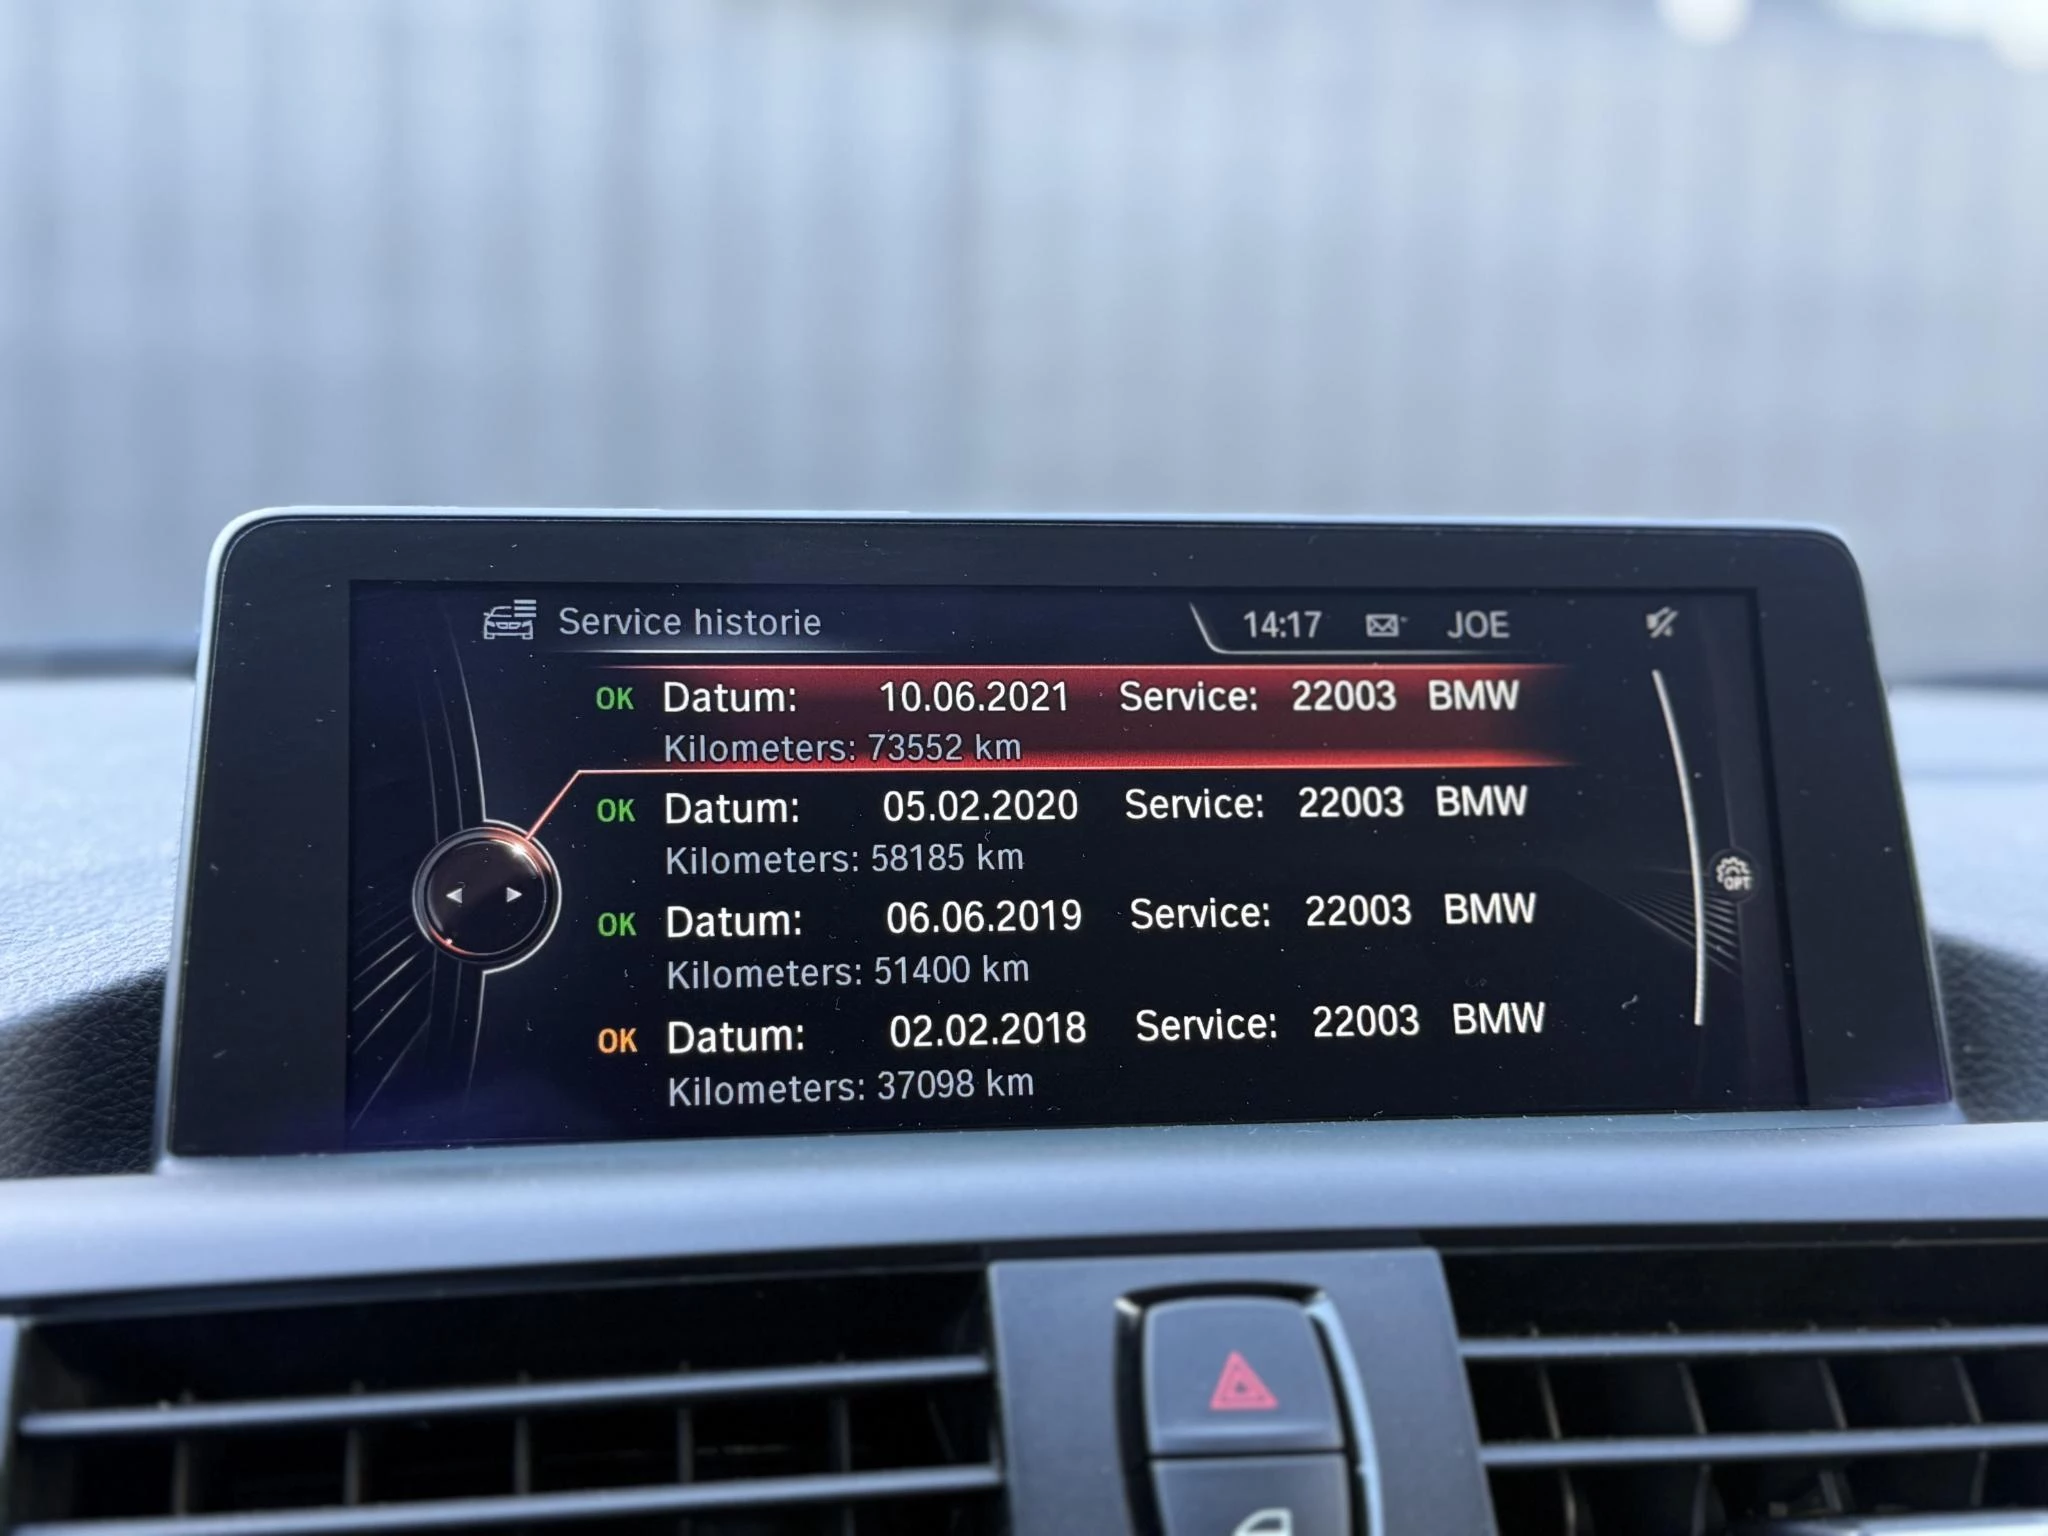 Service historie 14:17 JOE
OK Datum: 10.06.2021 Service: 22003 BMW
Kilometers: 73552 km
OK Datum: 05.02.2020 Service: 22003 BMW
Kilometers: 58185 km
OK Datum: 06.06.2019 Service: 22003 BMW
Kilometers: 51400 km
OPT
OK Datum: 02.02.2018 Service: 22003 BMW
Kilometers: 37098 km